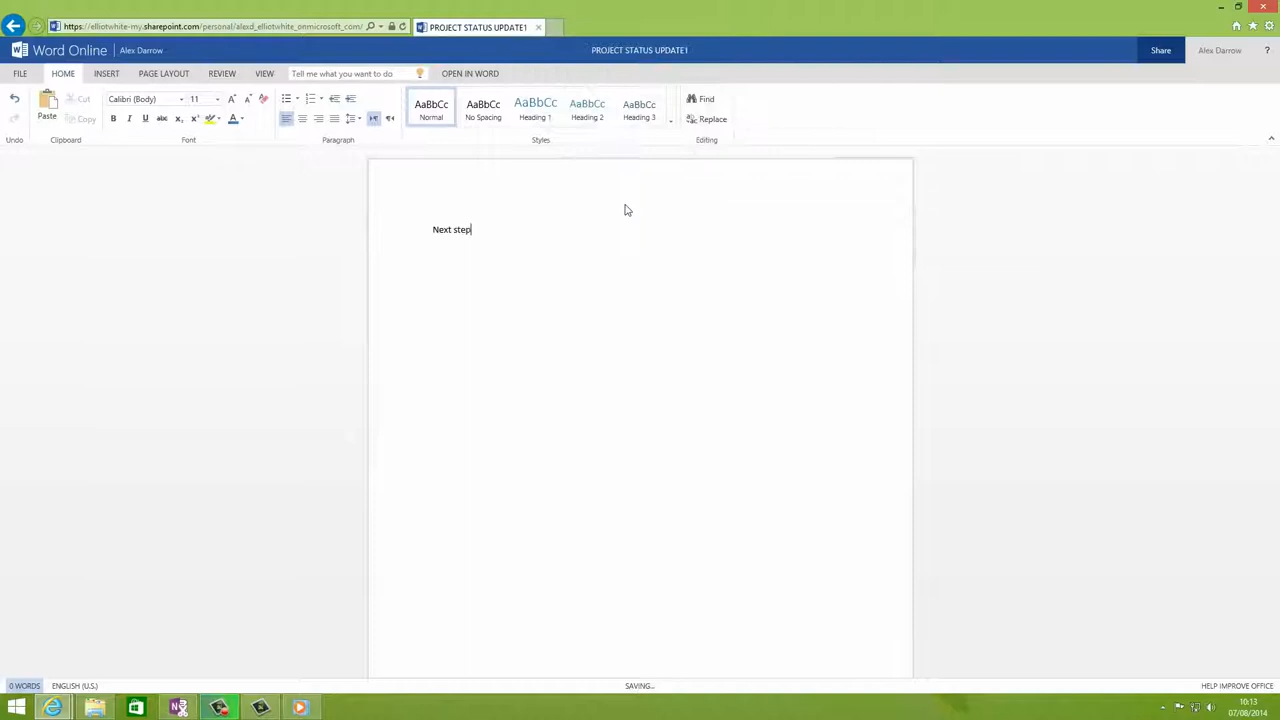 https://elliotwhite-my.sharepoint.com/personal/alexd_elliotwhite_onmicrosoft_com/
PROJECT STATUS UPDATE1
Word Online Alex Darrow PROJECT STATUS UPDATE1 Share Alex Darrow ?
FILE HOME INSERT PAGE LAYOUT REVIEW VIEW Tell me what you want to do OPEN IN WORD
Paste Cut Copy
Calibri (Body) 11
B I U abc x₂ x² A
AaBbCc AaBbCc AaBbCc AaBbCc AaBbCc
Normal No Spacing Heading 1 Heading 2 Heading 3
Find
Replace
Undo Clipboard Font Paragraph Styles Editing
Next step
0 WORDS ENGLISH (U.S.) SAVING... HELP IMPROVE OFFICE
10:13
07/08/2014